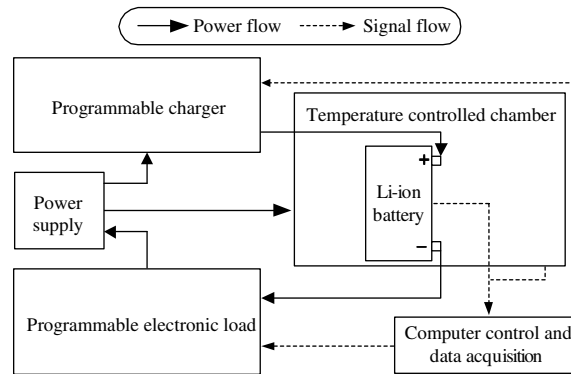 Power flow
Signal flow
Programmable charger
Temperature controlled chamber
+
Li-ion
battery
Power
supply
−
Programmable electronic load
Computer control and
data acquisition